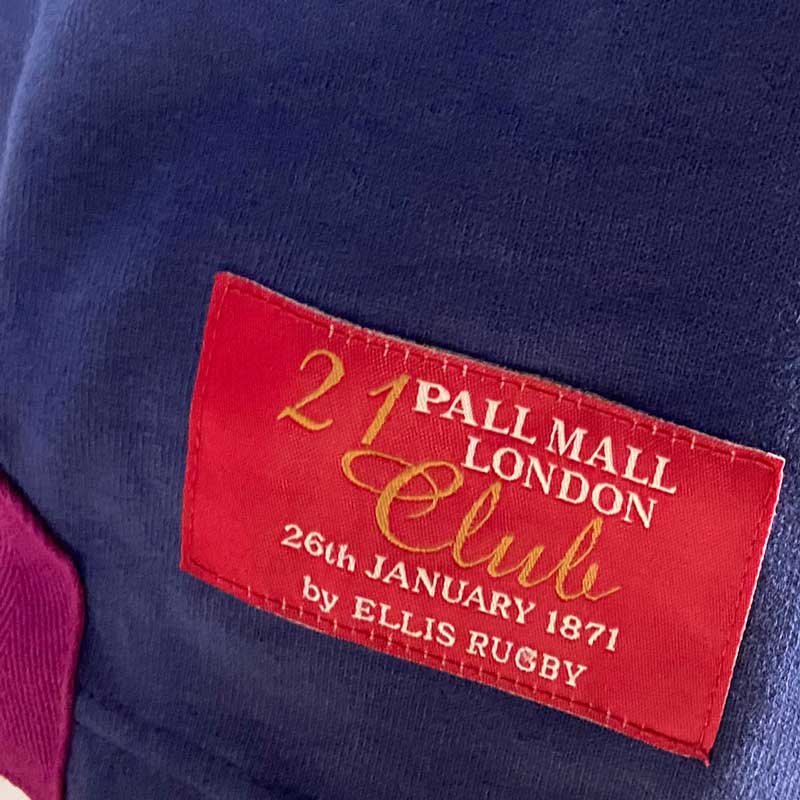 21 PALL MALL
LONDON
Club
26th JANUARY 1871
by ELLIS RUGBY